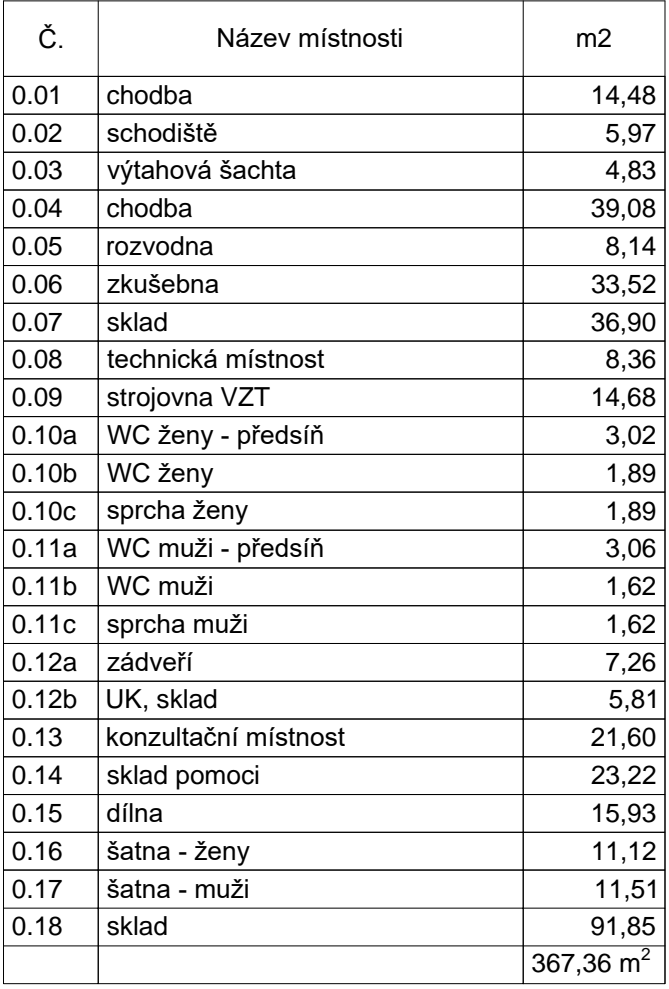 Č. Název místnosti m2
0.01 chodba 14,48
0.02 schodiště 5,97
0.03 výtahová šachta 4,83
0.04 chodba 39,08
0.05 rozvodna 8,14
0.06 zkušebna 33,52
0.07 sklad 36,90
0.08 technická místnost 8,36
0.09 strojovna VZT 14,68
0.10a WC ženy - předsíň 3,02
0.10b WC ženy 1,89
0.10c sprcha ženy 1,89
0.11a WC muži - předsíň 3,06
0.11b WC muži 1,62
0.11c sprcha muži 1,62
0.12a zádveří 7,26
0.12b UK, sklad 5,81
0.13 konzultační místnost 21,60
0.14 sklad pomoci 23,22
0.15 dílna 15,93
0.16 šatna - ženy 11,12
0.17 šatna - muži 11,51
0.18 sklad 91,85
367,36 m²